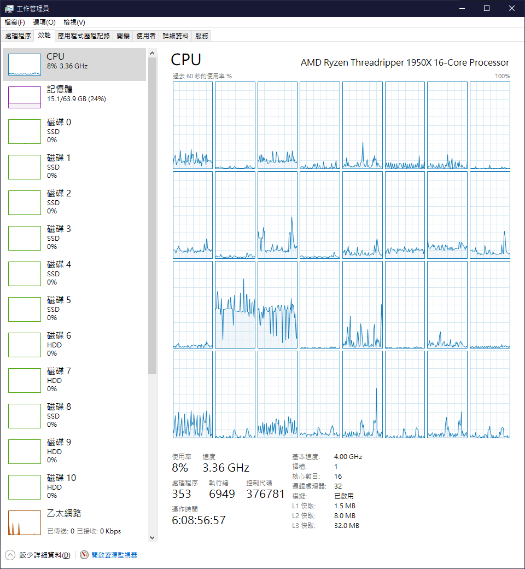 工作管理員
檔案(F) 選項(O) 檢視(V)
處理程序 效能 應用程式歷程記錄 開機 使用者 詳細資料 服務
CPU
8% 3.36 GHz
記憶體
15.1/63.9 GB (24%)
磁碟 0
SSD
0%
磁碟 1
SSD
0%
磁碟 2
SSD
0%
磁碟 3
SSD
0%
磁碟 4
SSD
0%
磁碟 5
SSD
0%
磁碟 6
HDD
0%
磁碟 7
HDD
0%
磁碟 8
SSD
0%
磁碟 9
HDD
0%
磁碟 10
HDD
0%
乙太網路
已傳送: 0 已接收: 0 Kbps
CPU
AMD Ryzen Threadripper 1950X 16-Core Processor
過去 60 秒的使用率 %
100%
使用率 速度
8% 3.36 GHz
處理程序 執行緒 控制代碼
353 6949 376781
運作時間
6:08:56:57
基本速度: 4.00 GHz
插槽: 1
核心數目: 16
邏輯處理器: 32
模擬: 已啟用
L1 快取: 1.5 MB
L2 快取: 8.0 MB
L3 快取: 32.0 MB
較少詳細資料(D)
開啟資源監視器